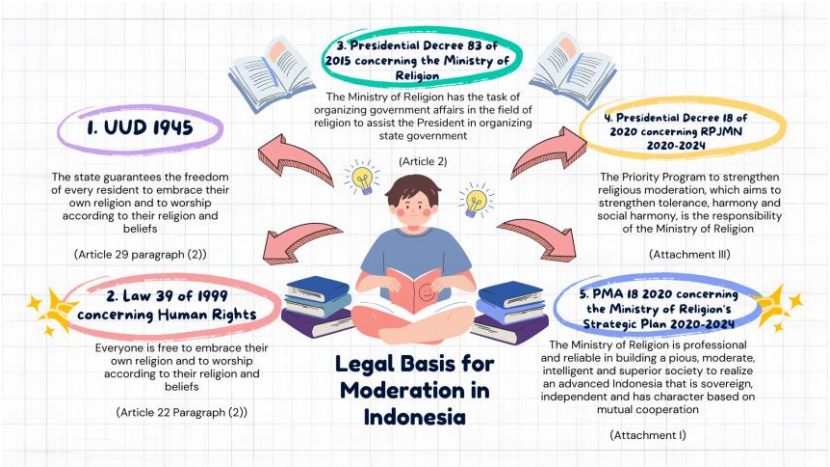 1. UUD 1945
The state guarantees the freedom
of every resident to embrace their
own religion and to worship
according to their religion and
beliefs
(Article 29 paragraph (2))
2. Law 39 of 1999
concerning Human Rights
Everyone is free to embrace their
own religion and to worship
according to their religion and
beliefs
(Article 22 Paragraph (2))
3. Presidential Decree 83 of
2015 concerning the Ministry of
Religion
The Ministry of Religion has the task of
organizing government affairs in the field of
religion to assist the President in organizing
state government
(Article 2)
4. Presidential Decree 18 of
2020 concerning RPJMN
2020-2024
The Priority Program to strengthen
religious moderation, which aims to
strengthen tolerance, harmony and
social harmony, is the responsibility
of the Ministry of Religion
(Attachment III)
5. PMA 18 2020 concerning
the Ministry of Religion's
Strategic Plan 2020-2024
The Ministry of Religion is professional
and reliable in building a pious, moderate,
intelligent and superior society to realize
an advanced Indonesia that is sovereign,
independent and has character based on
mutual cooperation
(Attachment I)
Legal Basis for
Moderation in
Indonesia